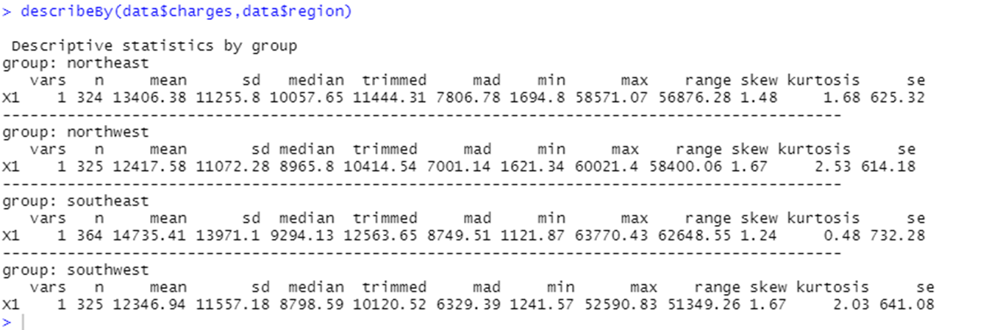 > describeBy(data$charges,data$region)
Descriptive statistics by group
group: northeast
vars n mean sd median trimmed mad min max range skew kurtosis se
X1 1 324 13406.38 11255.8 10057.65 11444.31 7806.78 1694.8 58571.07 56876.28 1.48 1.68 625.32
------------------------------------------------------------------------------------------
group: northwest
vars n mean sd median trimmed mad min max range skew kurtosis se
X1 1 325 12417.58 11072.28 8965.8 10414.54 7001.14 1621.34 60021.4 58400.06 1.67 2.53 614.18
------------------------------------------------------------------------------------------
group: southeast
vars n mean sd median trimmed mad min max range skew kurtosis se
X1 1 364 14735.41 13971.1 9294.13 12563.65 8749.51 1121.87 63770.43 62648.55 1.24 0.48 732.28
------------------------------------------------------------------------------------------
group: southwest
vars n mean sd median trimmed mad min max range skew kurtosis se
X1 1 325 12346.94 11557.18 8798.59 10120.52 6329.39 1241.57 52590.83 51349.26 1.67 2.03 641.08
>